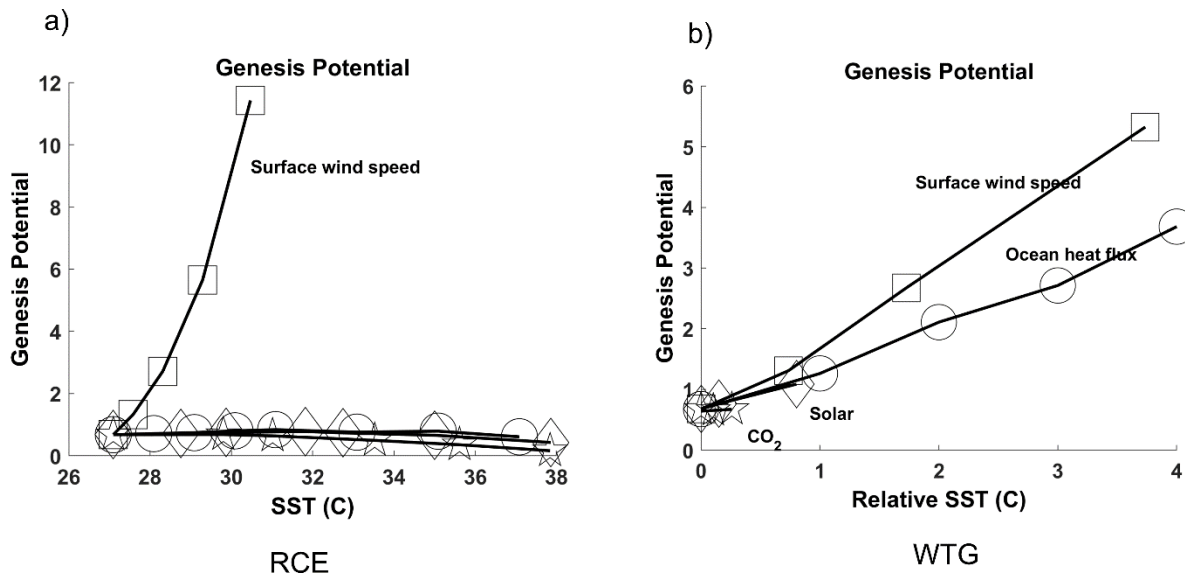 a)
Genesis Potential
12
10
8
6
4
2
0
Genesis Potential
Surface wind speed
26 28 30 32 34 36 38
SST (C)
RCE
b)
Genesis Potential
6
5
4
3
2
1
0
Genesis Potential
Surface wind speed
Ocean heat flux
Solar
CO₂
0 1 2 3 4
Relative SST (C)
WTG